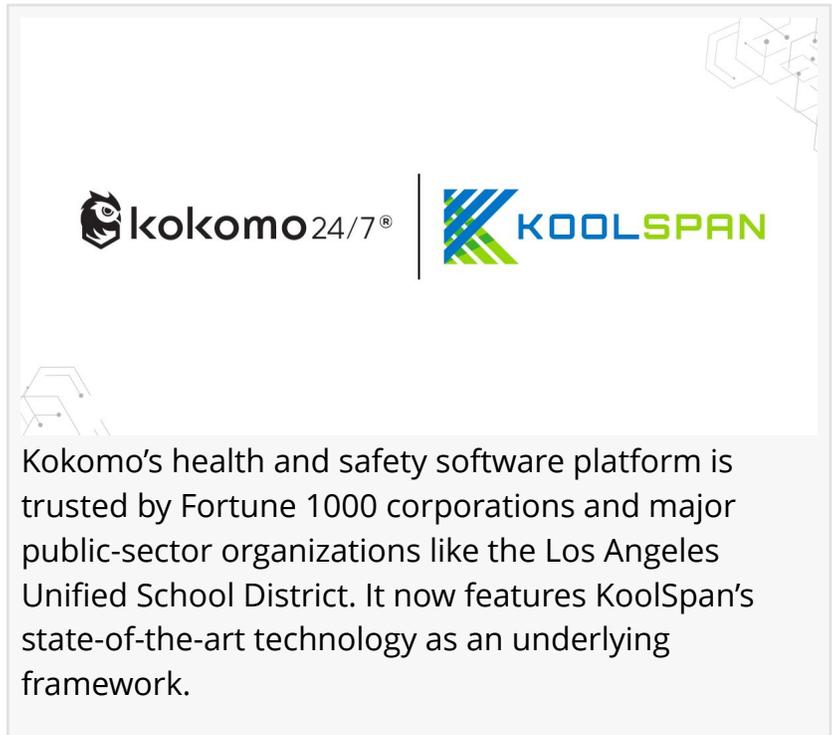 kokomo 24/7®
KOOLSPAN
Kokomo’s health and safety software platform is
trusted by Fortune 1000 corporations and major
public-sector organizations like the Los Angeles
Unified School District. It now features KoolSpan’s
state-of-the-art technology as an underlying
framework.